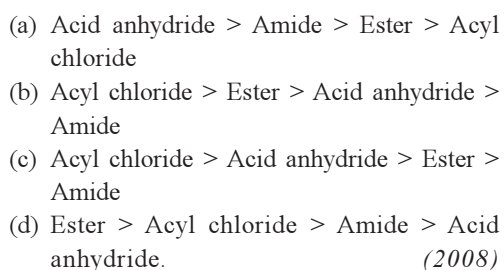 (a) Acid anhydride > Amide > Ester > Acyl
chloride
(b) Acyl chloride > Ester > Acid anhydride >
Amide
(c) Acyl chloride > Acid anhydride > Ester >
Amide
(d) Ester > Acyl chloride > Amide > Acid
anhydride. (2008)